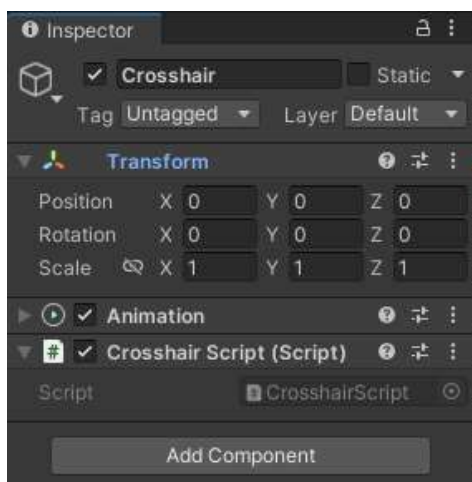 Inspector
Crosshair Static
Tag Untagged Layer Default
Transform
Position X 0 Y 0 Z 0
Rotation X 0 Y 0 Z 0
Scale X 1 Y 1 Z 1
Animation
# Crosshair Script (Script)
Script CrosshairScript
Add Component